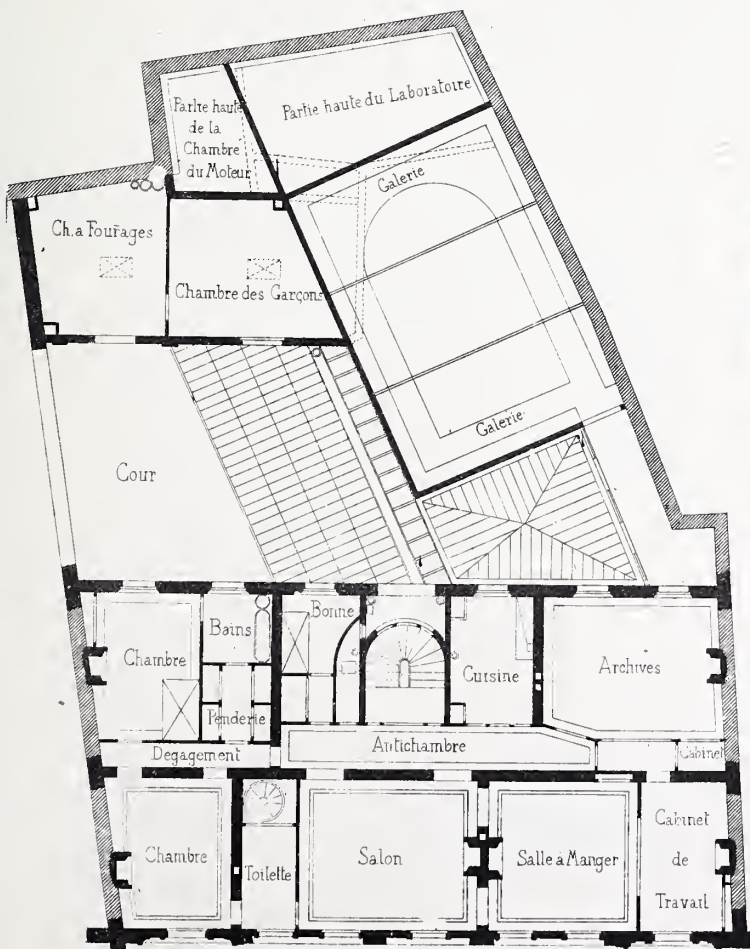 Partie haute
de la
Chambre
du Moteur
Partie haute du Laboratoire
Galerie
Ch. a Fourages
Chambre des Garçons
Galerie
Cour
Bains
Bonne
Chambre
Cuisine
Archives
Penderie
Degagement
Antichambre
Cabinet
Chambre
Toilette
Salon
Salle à Manger
Cabinet
de
Travail